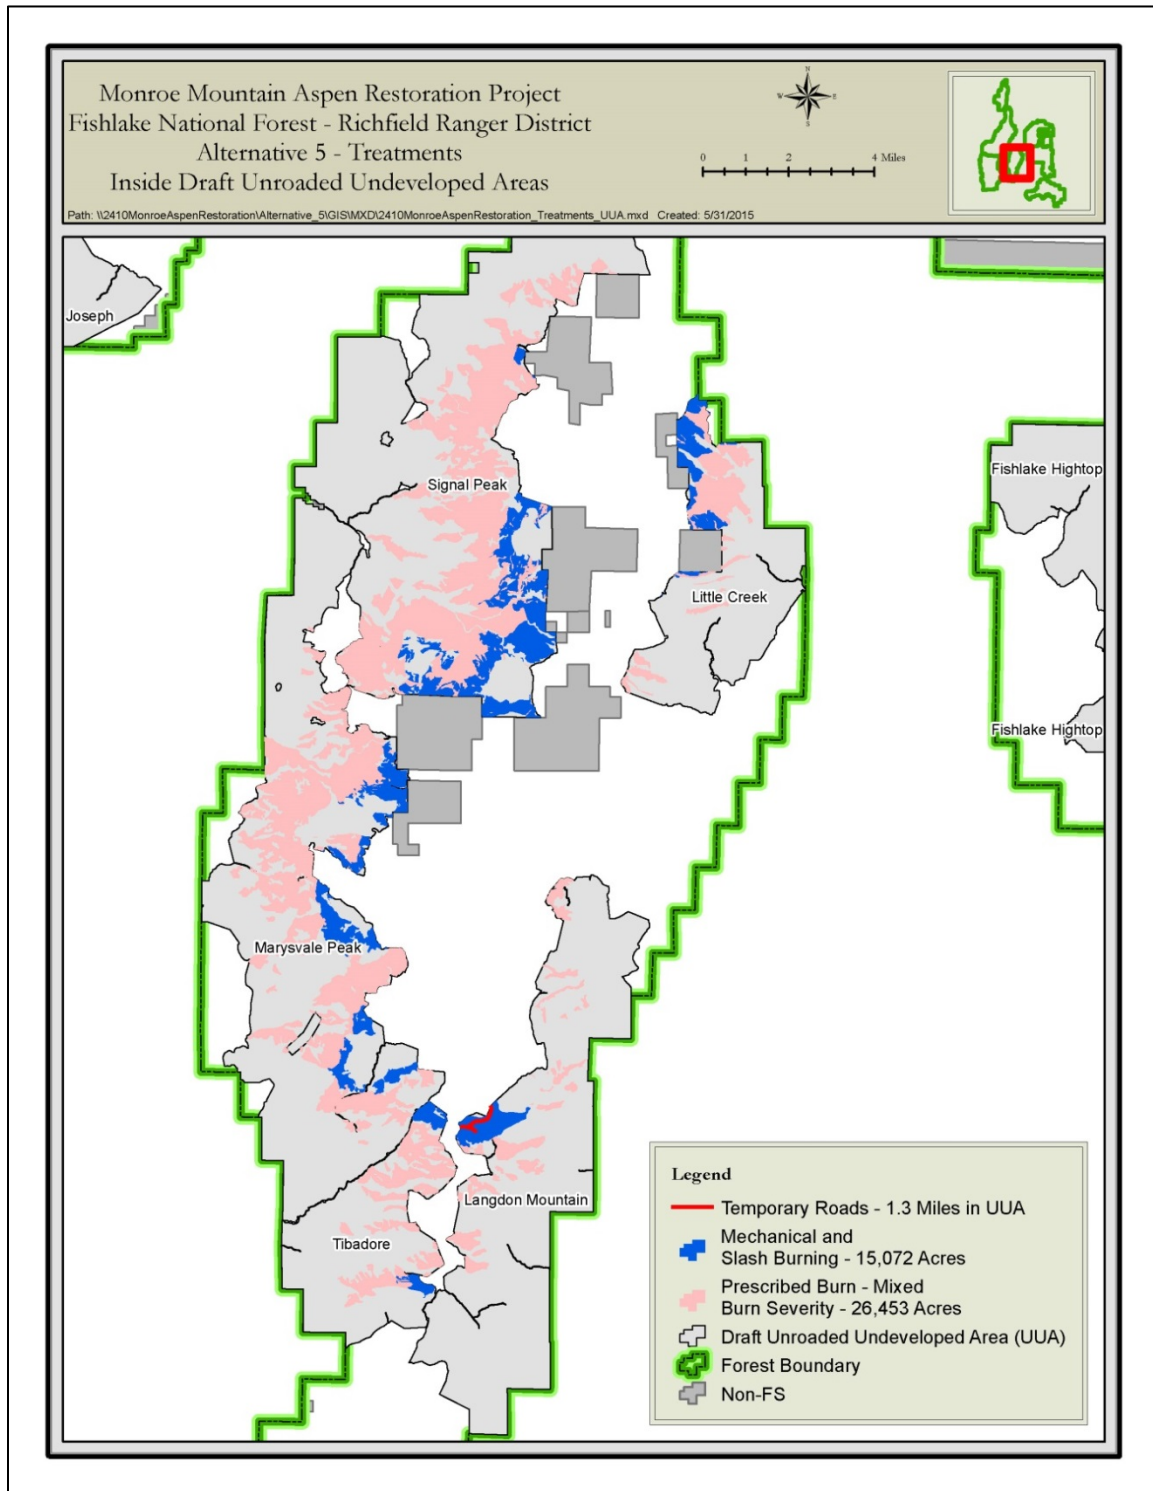 Monroe Mountain Aspen Restoration Project
Fishlake National Forest - Richfield Ranger District
Alternative 5 - Treatments
Inside Draft Unroaded Undeveloped Areas
Path: \\2410MonroeAspenRestoration\Alternative_5\GIS\MXD\2410MonroeAspenRestoration_Treatments_UUA.mxd Created: 5/31/2015
N
W
E
S
0 1 2 4 Miles
Joseph
Signal Peak
Fishlake Hightop
Little Creek
Fishlake Hightop
Marysvale Peak
Langdon Mountain
Tibadore
Legend
Temporary Roads - 1.3 Miles in UUA
Mechanical and
Slash Burning - 15,072 Acres
Prescribed Burn - Mixed
Burn Severity - 26,453 Acres
Draft Unroaded Undeveloped Area (UUA)
Forest Boundary
Non-FS